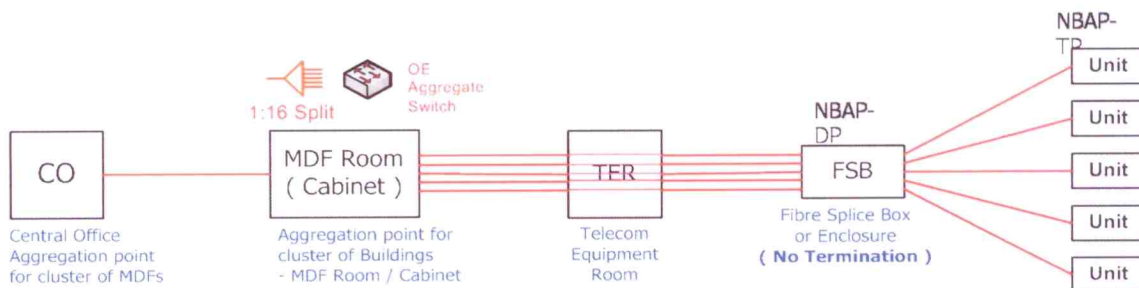 NBAP-
TP
Unit
OE
Aggregate
Switch
1:16 Split
Unit
NBAP-
DP
CO
MDF Room
( Cabinet )
TER
FSB
Unit
Central Office
Aggregation point
for cluster of MDFs
Aggregation point for
cluster of Buildings
- MDF Room / Cabinet
Telecom
Equipment
Room
Fibre Splice Box
or Enclosure
( No Termination )
Unit
Unit